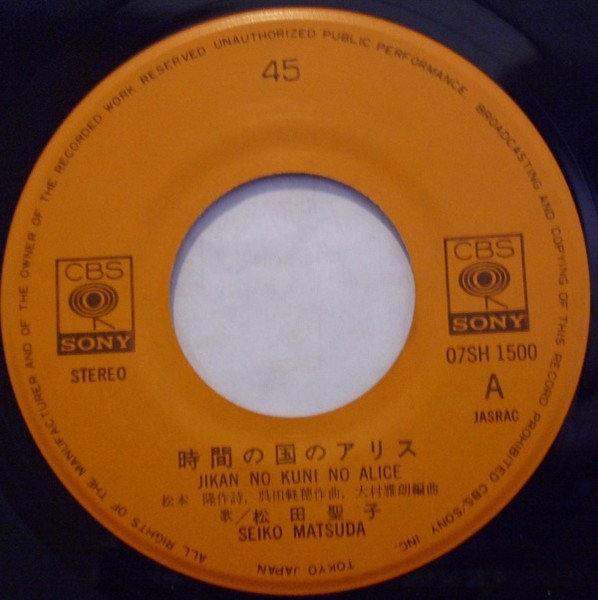 ALL RIGHTS OF THE MANUFACTURER AND OF THE OWNER OF THE RECORDED WORK RESERVED UNAUTHORIZED PUBLIC PERFORMANCE. BROADCASTING AND COPYING OF THIS RECORD PROHIBITED CBS/SONY INC. TOKYO JAPAN
45
CBS
SONY
STEREO
CBS
SONY
07SH 1500
A
JASRAC
時間の国のアリス
JIKAN NO KUNI NO ALICE
松本 隆作詩, 呉田軽穂作曲, 大村雅朗編曲
歌/松田聖子
SEIKO MATSUDA